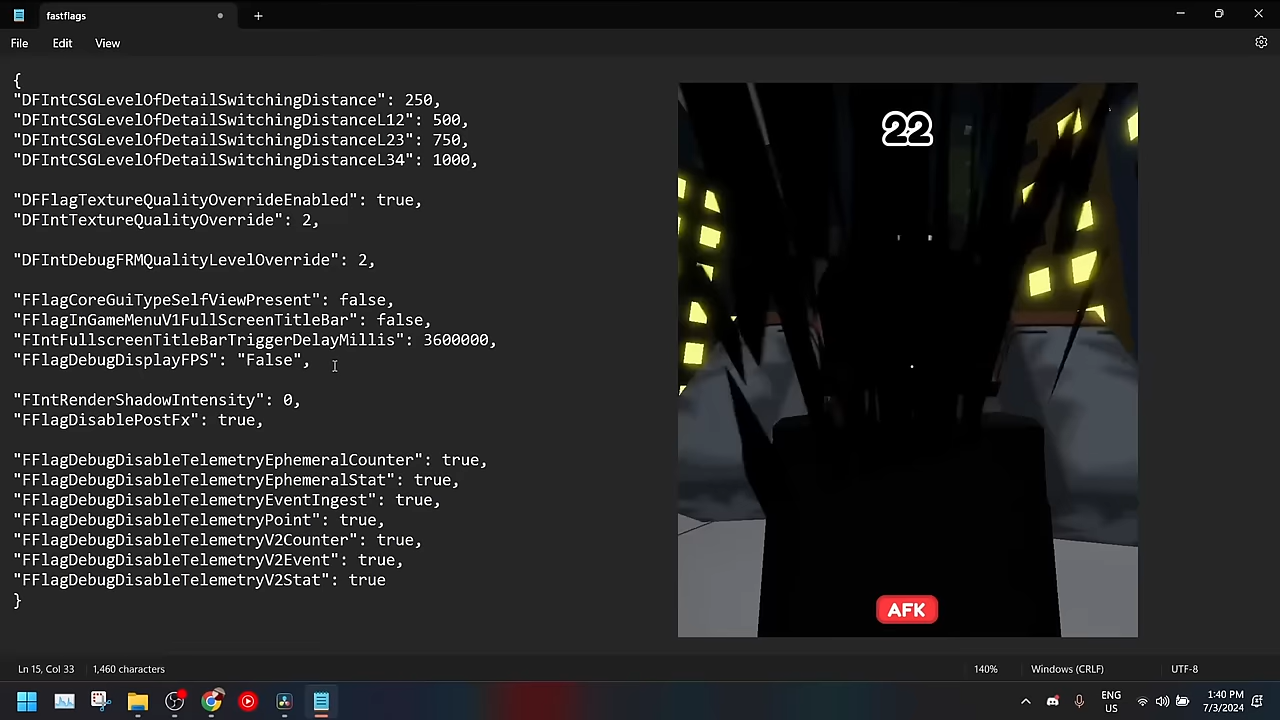 fastflags
File Edit View
{
"DFIntCSGLevelOfDetailSwitchingDistance": 250,
"DFIntCSGLevelOfDetailSwitchingDistanceL12": 500,
"DFIntCSGLevelOfDetailSwitchingDistanceL23": 750,
"DFIntCSGLevelOfDetailSwitchingDistanceL34": 1000,
"DFFlagTextureQualityOverrideEnabled": true,
"DFIntTextureQualityOverride": 2,
"DFIntDebugFRMQualityLevelOverride": 2,
"FFlagCoreGuiTypeSelfViewPresent": false,
"FFlagInGameMenuV1FullScreenTitleBar": false,
"FIntFullscreenTitleBarTriggerDelayMillis": 3600000,
"FFlagDebugDisplayFPS": "False",
"FIntRenderShadowIntensity": 0,
"FFlagDisablePostFx": true,
"FFlagDebugDisableTelemetryEphemeralCounter": true,
"FFlagDebugDisableTelemetryEphemeralStat": true,
"FFlagDebugDisableTelemetryEventIngest": true,
"FFlagDebugDisableTelemetryPoint": true,
"FFlagDebugDisableTelemetryV2Counter": true,
"FFlagDebugDisableTelemetryV2Event": true,
"FFlagDebugDisableTelemetryV2Stat": true
}
22
AFK
Ln 15, Col 33 1,460 characters 140% Windows (CRLF) UTF-8
ENG
US
1:40 PM
7/3/2024